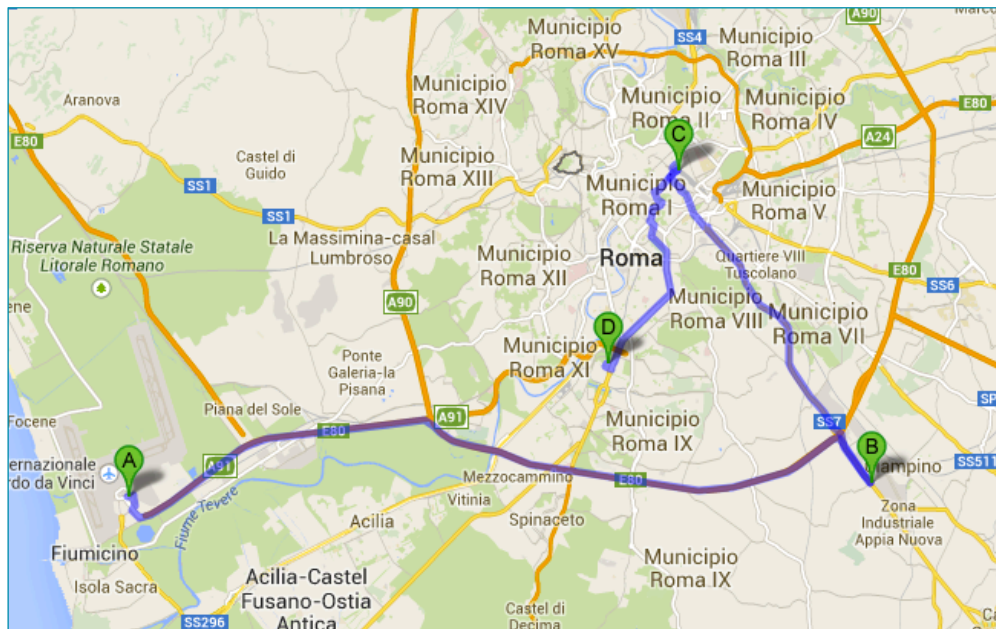 A90
Marco
Municipio
Roma XV
SS4
Municipio
Roma III
Aranova
Municipio
Roma XIV
Municipio
Roma II
Municipio
Roma IV
E80
E80
C
A24
Castel di
Guido
Municipio
Roma XIII
SS1
Municipio
Roma I
Municipio
Roma V
SS1
La Massimina-casal
Lumbroso
Riserva Naturale Statale
Litorale Romano
Municipio
Roma XII
Roma
Quartiere VIII
Tuscolano
E80
SS6
A90
Municipio
Roma VIII
Municipio
Roma VII
D
Ponte
Galeria-la
Pisana
Municipio
Roma XI
Focene
Piana del Sole
A91
SS7
SP
E80
Municipio
Roma IX
A
B
ternazionale
rdo da Vinci
A91
Ciampino
SS511
Mezzocammino
E80
Vitinia
Fiume Tevere
Acilia
Spinaceto
Zona
Industriale
Appia Nuova
Fiumicino
Municipio
Roma IX
Isola Sacra
Acilia-Castel
Fusano-Ostia
Antica
Castel di
Decima
SS296